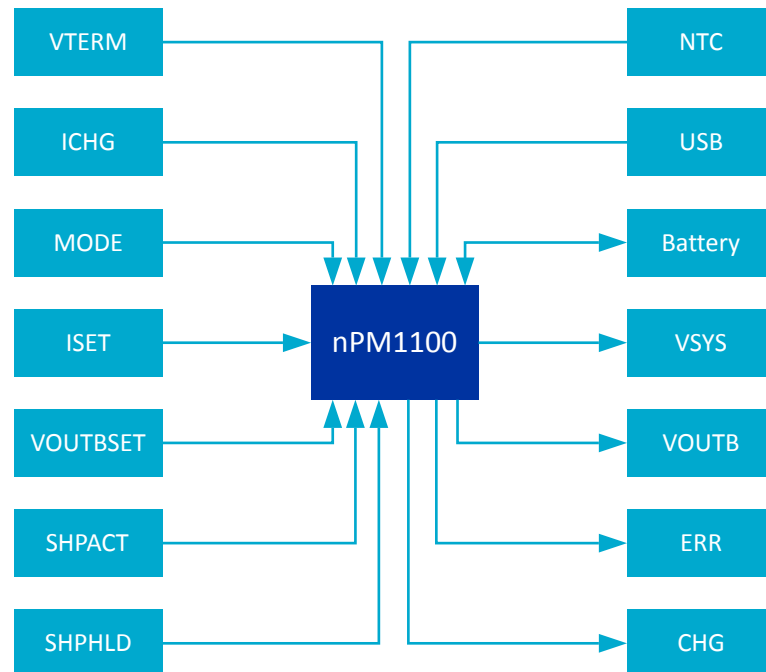 VTERM
NTC
ICHG
USB
MODE
Battery
ISET
nPM1100
VSYS
VOUTBSET
VOUTB
SHPACT
ERR
SHPHLD
CHG